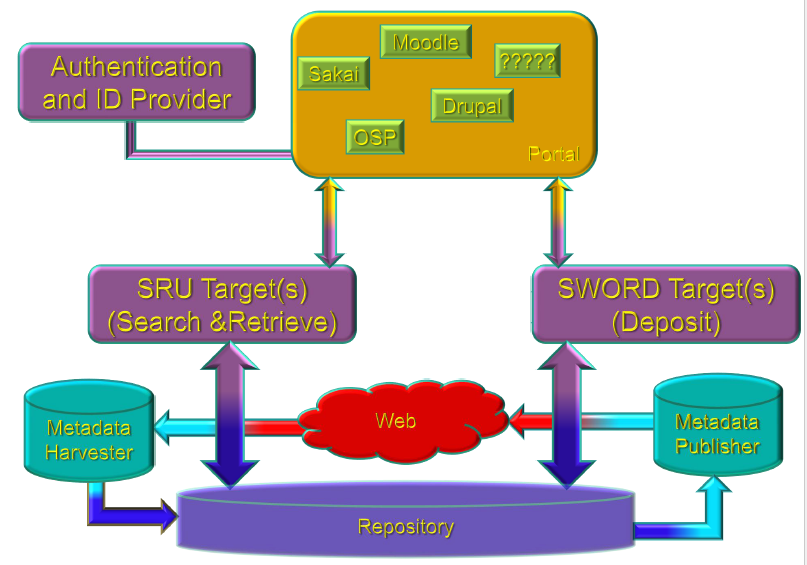 Authentication
and ID Provider
Moodle
Sakai
?????
Drupal
OSP
Portal
SRU Target(s)
(Search &Retrieve)
SWORD Target(s)
(Deposit)
Metadata
Harvester
Web
Metadata
Publisher
Repository